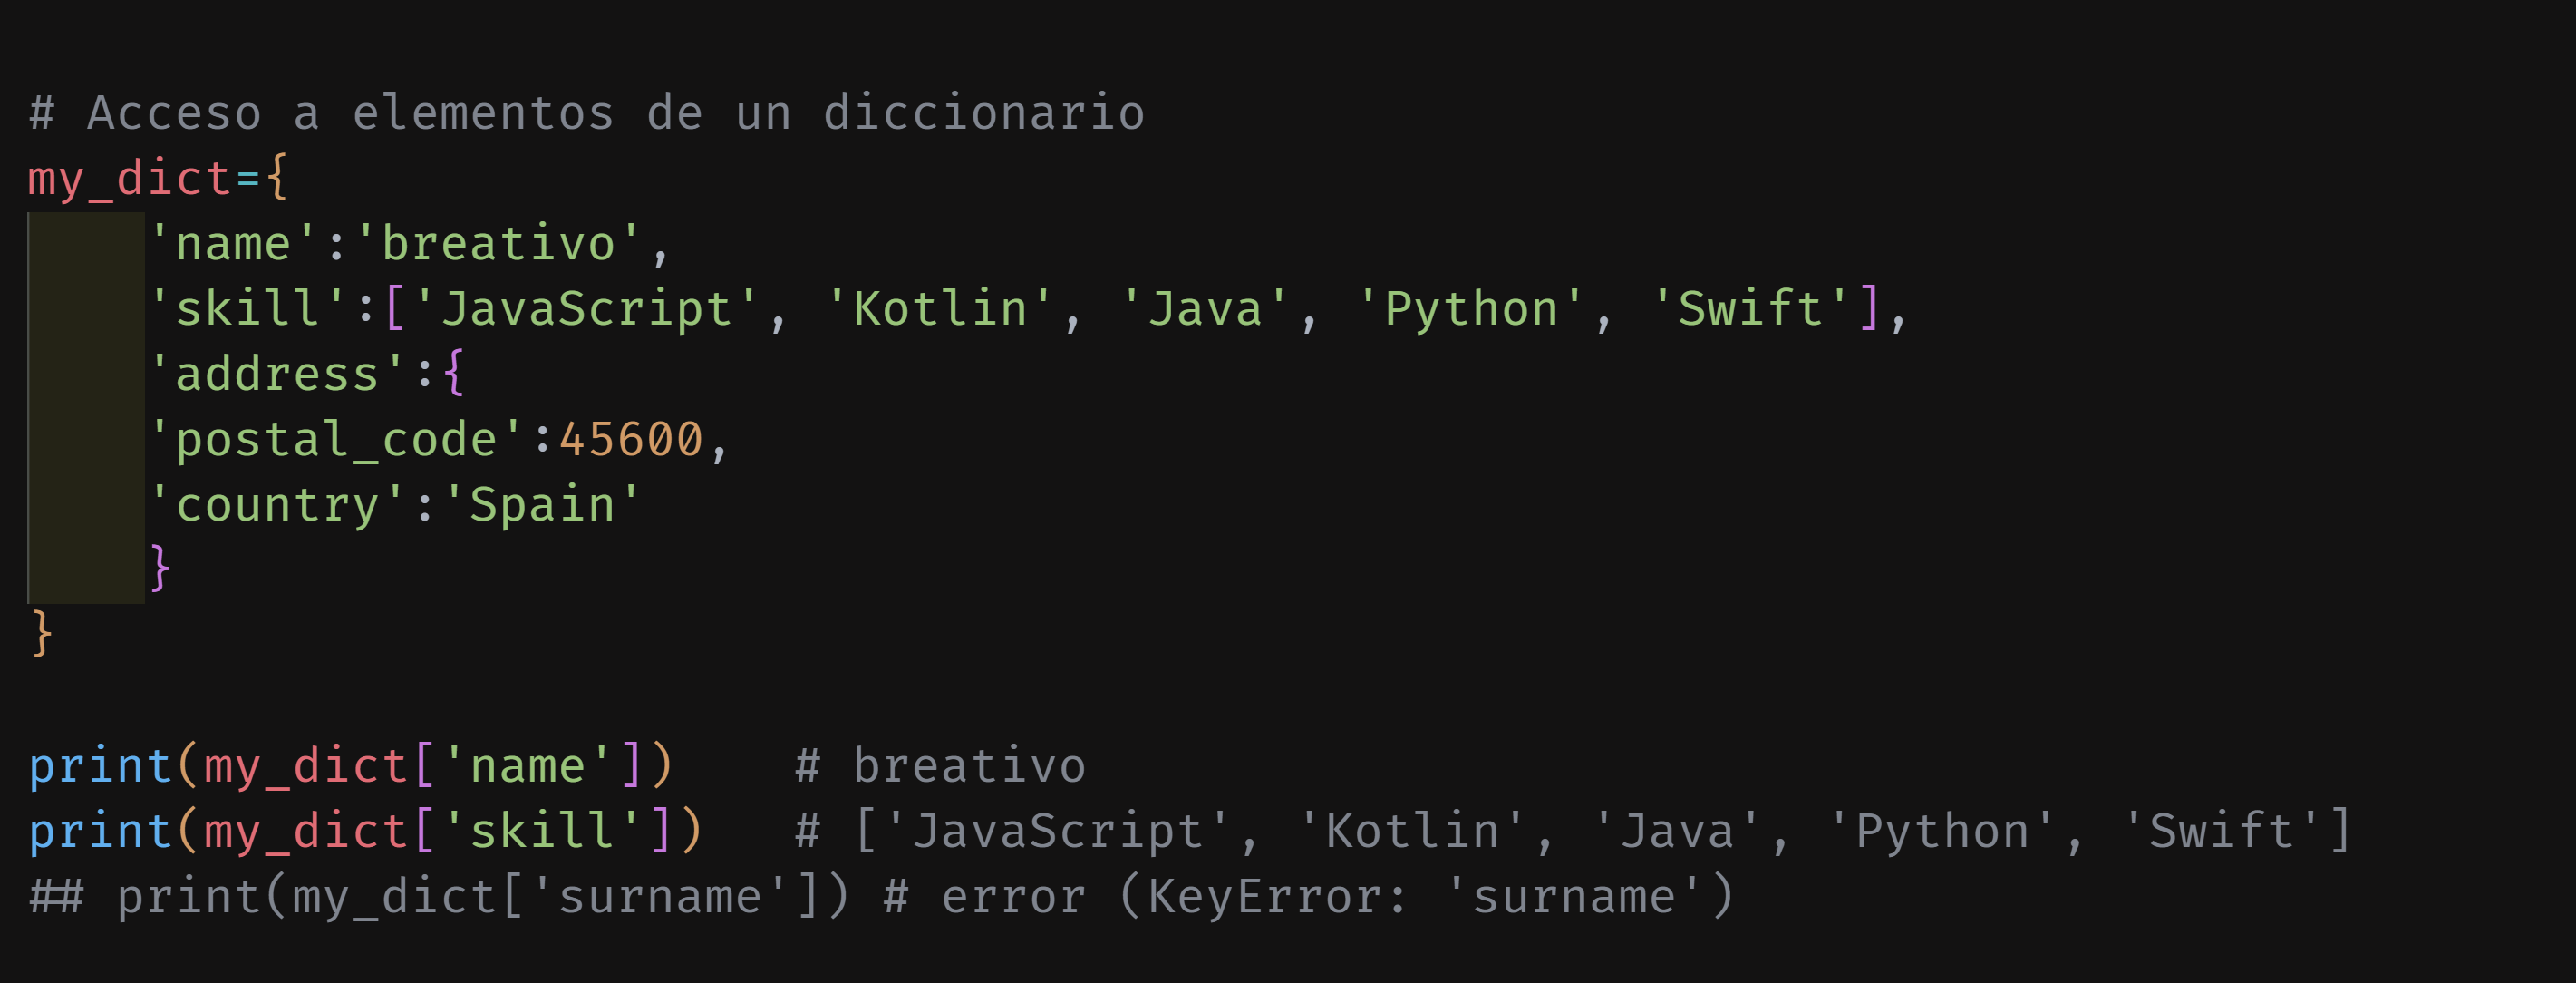 # Acceso a elementos de un diccionario
my_dict={
    'name':'breativo',
    'skill':['JavaScript', 'Kotlin', 'Java', 'Python', 'Swift'],
    'address':{
    'postal_code':45600,
    'country':'Spain'
    }
}
print(my_dict['name'])    # breativo
print(my_dict['skill'])   # ['JavaScript', 'Kotlin', 'Java', 'Python', 'Swift']
## print(my_dict['surname']) # error (KeyError: 'surname')